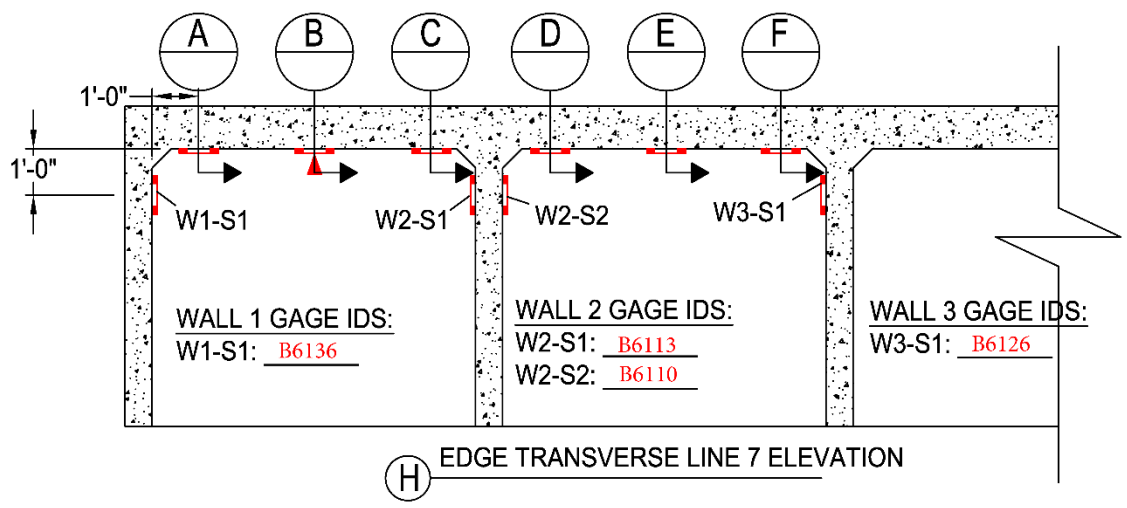 A B C D E F
1'-0"
1'-0"
W1-S1 W2-S1 W2-S2 W3-S1
WALL 1 GAGE IDS:
W1-S1: B6136
WALL 2 GAGE IDS:
W2-S1: B6113
W2-S2: B6110
WALL 3 GAGE IDS:
W3-S1: B6126
H EDGE TRANSVERSE LINE 7 ELEVATION